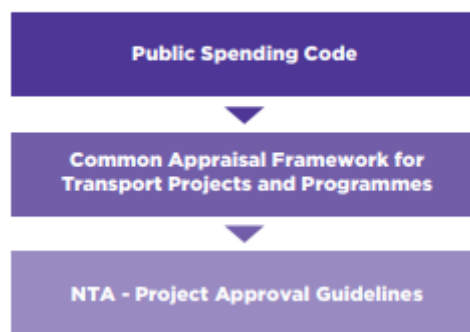 Public Spending Code
Common Appraisal Framework for
Transport Projects and Programmes
NTA - Project Approval Guidelines